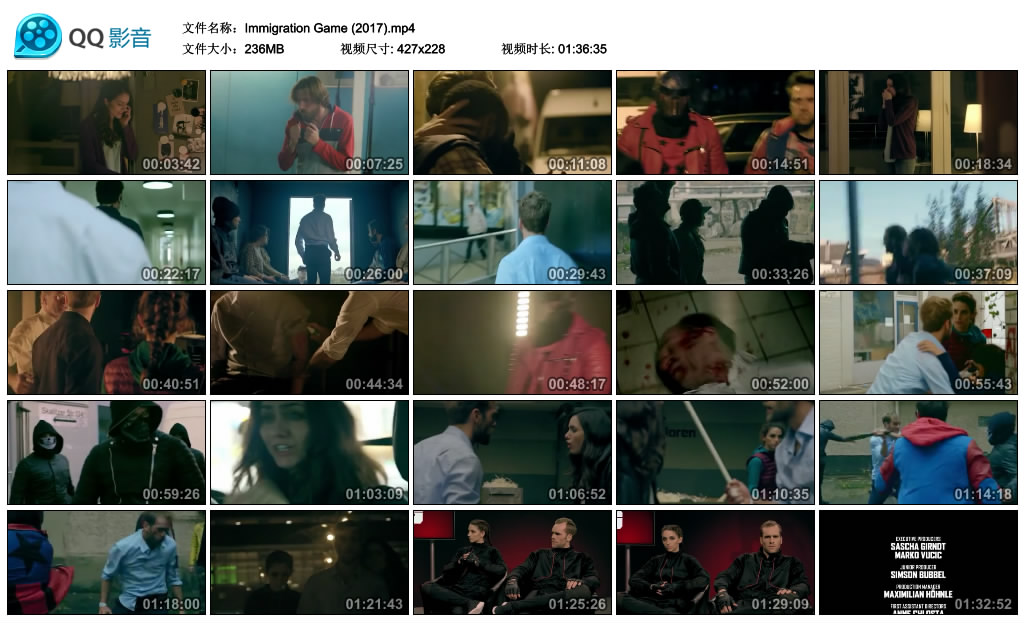 QQ影音
文件名称: Immigration Game (2017).mp4
文件大小: 236MB 视频尺寸: 427x228 视频时长: 01:36:35
00:03:42 00:07:25 00:11:08 00:14:51 00:18:34
00:22:17 00:26:00 00:29:43 00:33:26 00:37:09
00:40:51 00:44:34 00:48:17 00:52:00 00:55:43
00:59:26 01:03:09 01:06:52 01:10:35 01:14:18
01:18:00 01:21:43 01:25:26 01:29:09 01:32:52
EXECUTIVE PRODUCERS
SASCHA GIRNDT
MARKO VUCIC
JUNIOR PRODUCER
SIMSON BUBBEL
PRODUCTION MANAGER
MAXIMILIAN HÖHNLE
FIRST ASSISTANT DIRECTORS